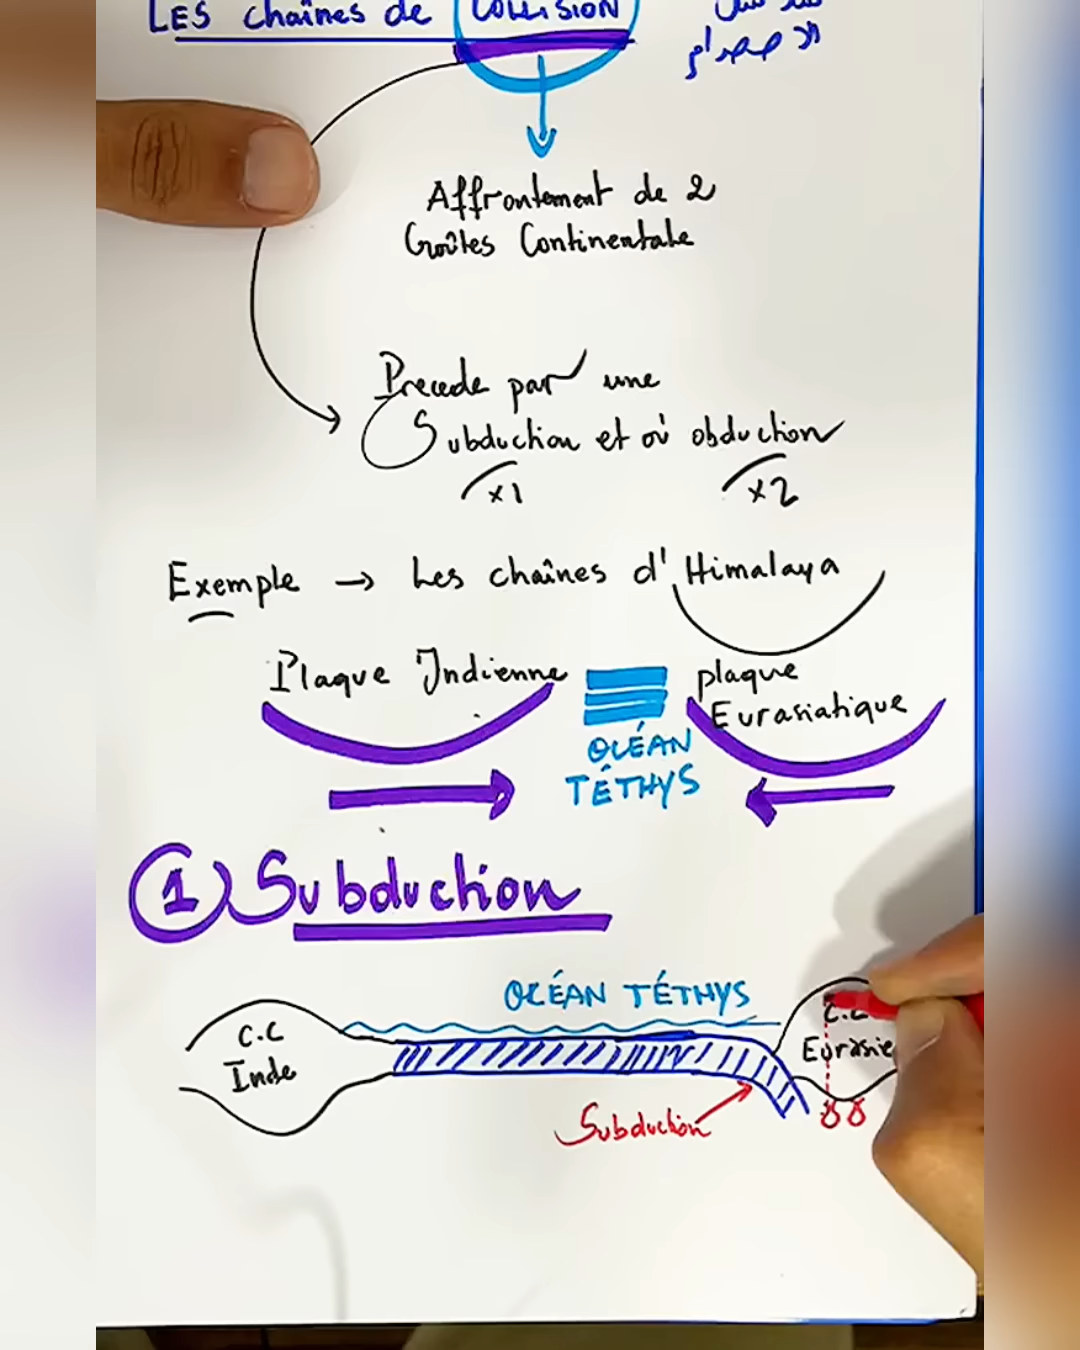 LES chaînes de COLLISION
الاصطدام
Affrontement de 2
Croûtes Continentale
Precede par une
Subduction et où obduction
x1 x2
Exemple → Les chaînes d'Himalaya
Plaque Indienne
plaque
Eurasiatique
OCÉAN
TÉTHYS
1 Subduction
OCÉAN TÉTHYS
C.C
Inde
C.C
Eurasie
Subduction